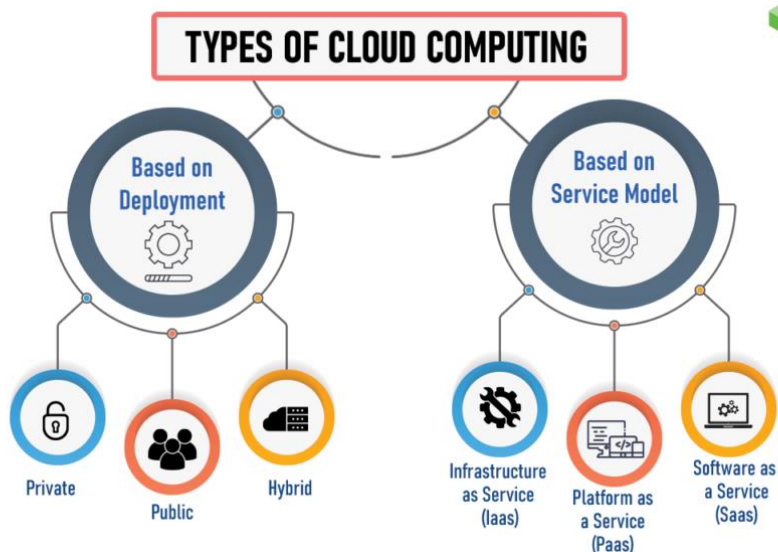 TYPES OF CLOUD COMPUTING
Based on
Deployment
Based on
Service Model
</>
Private
Public
Hybrid
Infrastructure
as Service
(Iaas)
Platform as
a Service
(Paas)
Software as
a Service
(Saas)